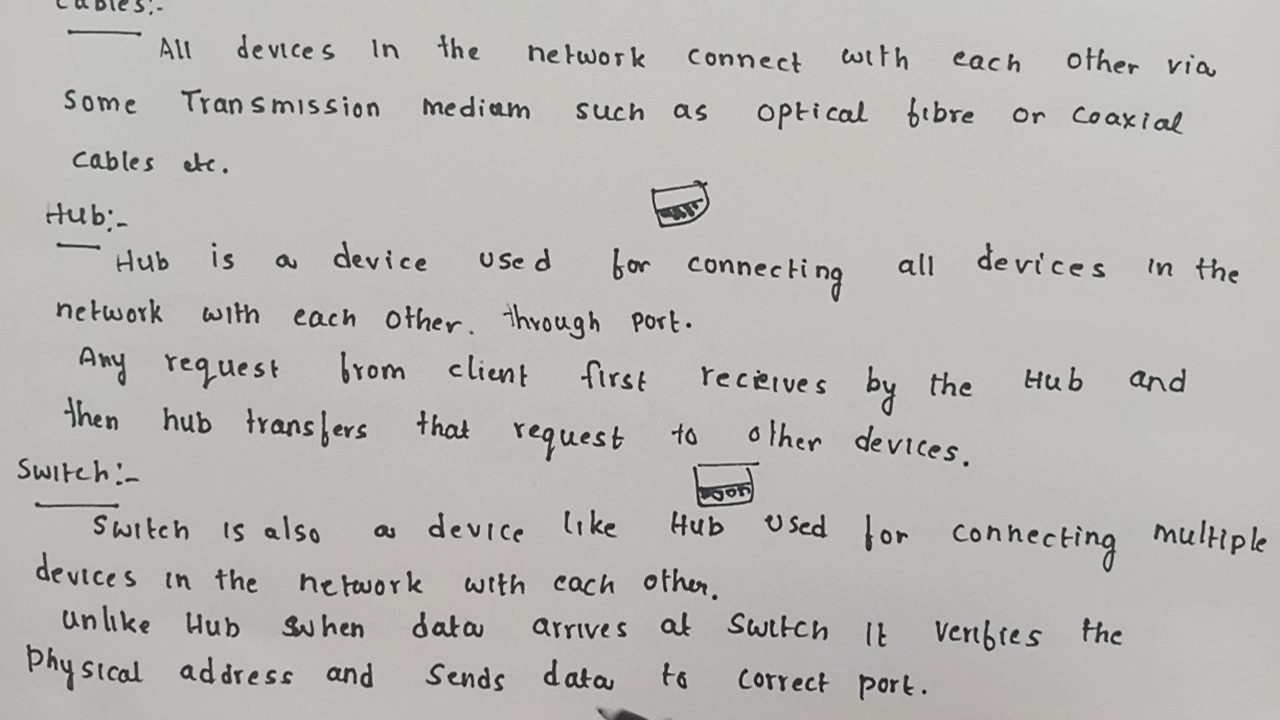 Cables:-
All devices in the network connect with each other via
Some Transmission medium such as optical fibre or coaxial
cables etc.
Hub:-
Hub is a device used for connecting all devices in the
network with each other. through port.
Any request from client first recieves by the Hub and
then hub transfers that request to other devices.
Switch:-
Switch is also a device like Hub used for connecting multiple
devices in the network with each other.
unlike Hub when data arrives at switch it verifies the
Physical address and sends data to correct port.